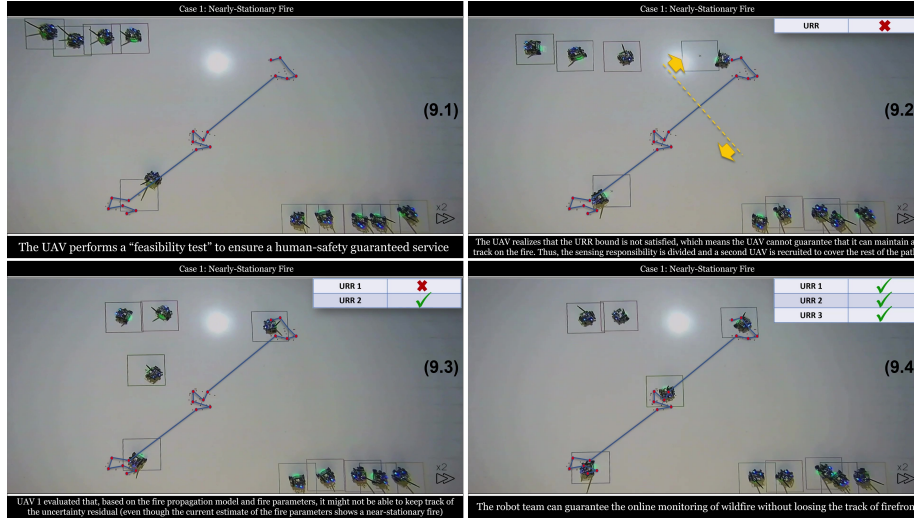 Case 1: Nearly-Stationary Fire
(9.1)
x2
The UAV performs a “feasibility test” to ensure a human-safety guaranteed service
Case 1: Nearly-Stationary Fire
URR ✖
(9.2
x2
The UAV realizes that the URR bound is not satisfied, which means the UAV cannot guarantee that it can maintain a
track on the fire. Thus, the sensing responsibility is divided and a second UAV is recruited to cover the rest of the path
Case 1: Nearly-Stationary Fire
URR 1 ✖
URR 2 ✓
(9.3)
x2
UAV 1 evaluated that, based on the fire propagation model and fire parameters, it might not be able to keep track of
the uncertainty residual (even though the current estimate of the fire parameters shows a near-stationary fire)
Case 1: Nearly-Stationary Fire
URR 1 ✓
URR 2 ✓
URR 3 ✓
(9.4
x2
The robot team can guarantee the online monitoring of wildfire without loosing the track of firefron